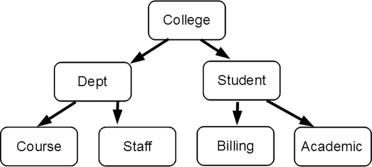 College
Dept
Student
Course
Staff
Billing
Academic